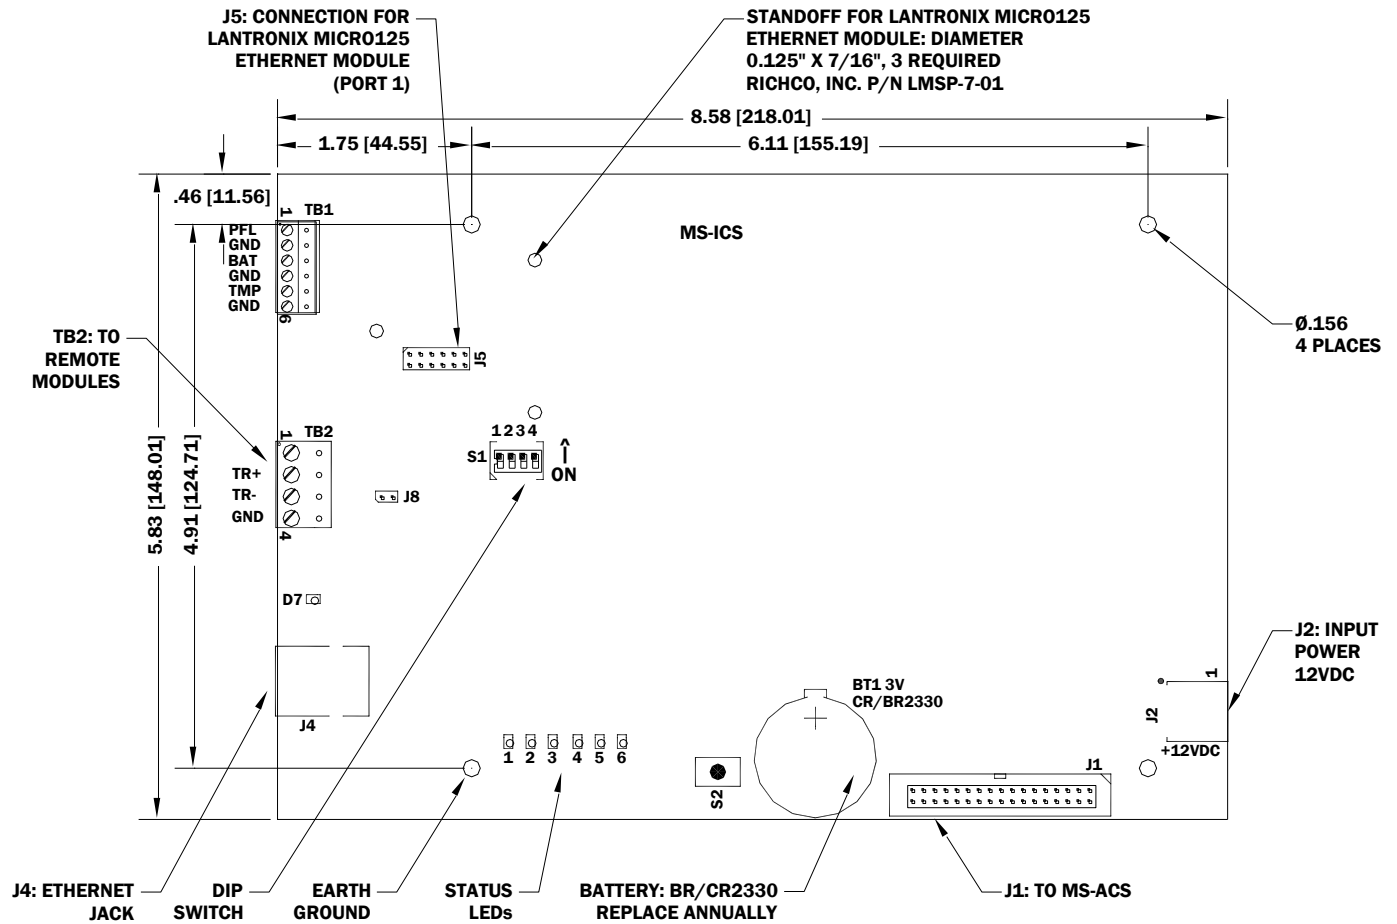 J5: CONNECTION FOR
LANTRONIX MICRO125
ETHERNET MODULE
(PORT 1)
STANDOFF FOR LANTRONIX MICRO125
ETHERNET MODULE: DIAMETER
0.125" X 7/16", 3 REQUIRED
RICHCO, INC. P/N LMSP-7-01
8.58 [218.01]
1.75 [44.55]
6.11 [155.19]
.46 [11.56]
1 TB1
PFL
GND
BAT
GND
TMP
GND
6
MS-ICS
Ø.156
4 PLACES
TB2: TO
REMOTE
MODULES
J5
5.83 [148.01]
4.91 [124.71]
1 TB2
TR+
TR-
GND
4
1 2 3 4
S1
^
ON
J8
D7
J4
J2: INPUT
POWER
12VDC
1
J2
+12VDC
BT1 3V
CR/BR2330
1 2 3 4 5 6
S2
J1
J4: ETHERNET
JACK
DIP
SWITCH
EARTH
GROUND
STATUS
LEDs
BATTERY: BR/CR2330
REPLACE ANNUALLY
J1: TO MS-ACS